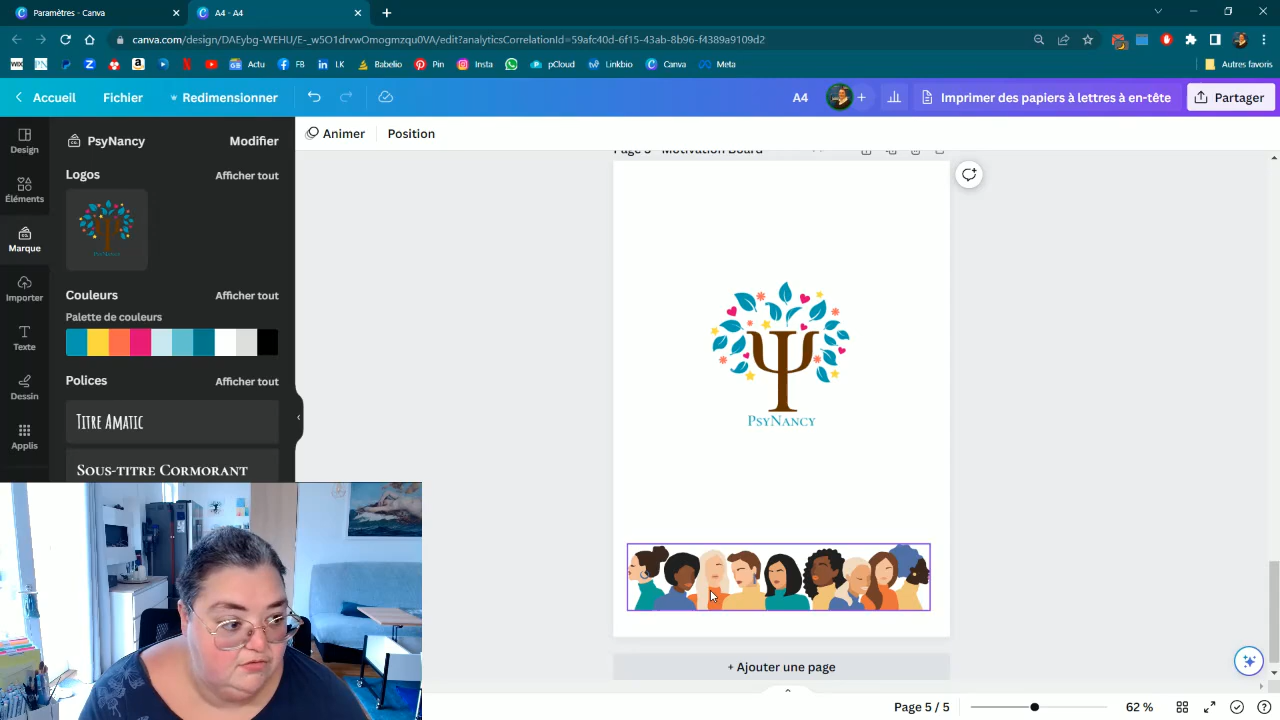 Paramètres - Canva
A4 - A4
canva.com/design/DAEybg-WEHU/E-_w5O1drvwOmogmzqu0VA/edit?analyticsCorrelationId=59afc40d-6f15-43ab-8b96-f4389a9109d2
WIX
Actu
FB
LK
Babelio
Pin
Insta
pCloud
Linkbio
Canva
Meta
Autres favoris
Accueil
Fichier
Redimensionner
A4
Imprimer des papiers à lettres à en-tête
Partager
Animer
Position
Design
Éléments
Marque
Importer
Texte
Dessin
Applis
PsyNancy
Modifier
Logos
Afficher tout
PsyNancy
Couleurs
Afficher tout
Palette de couleurs
Polices
Afficher tout
Titre Amatic
Sous-titre Cormorant
Page 5 - Motivation Board
PsyNancy
+ Ajouter une page
Page 5 / 5
62 %